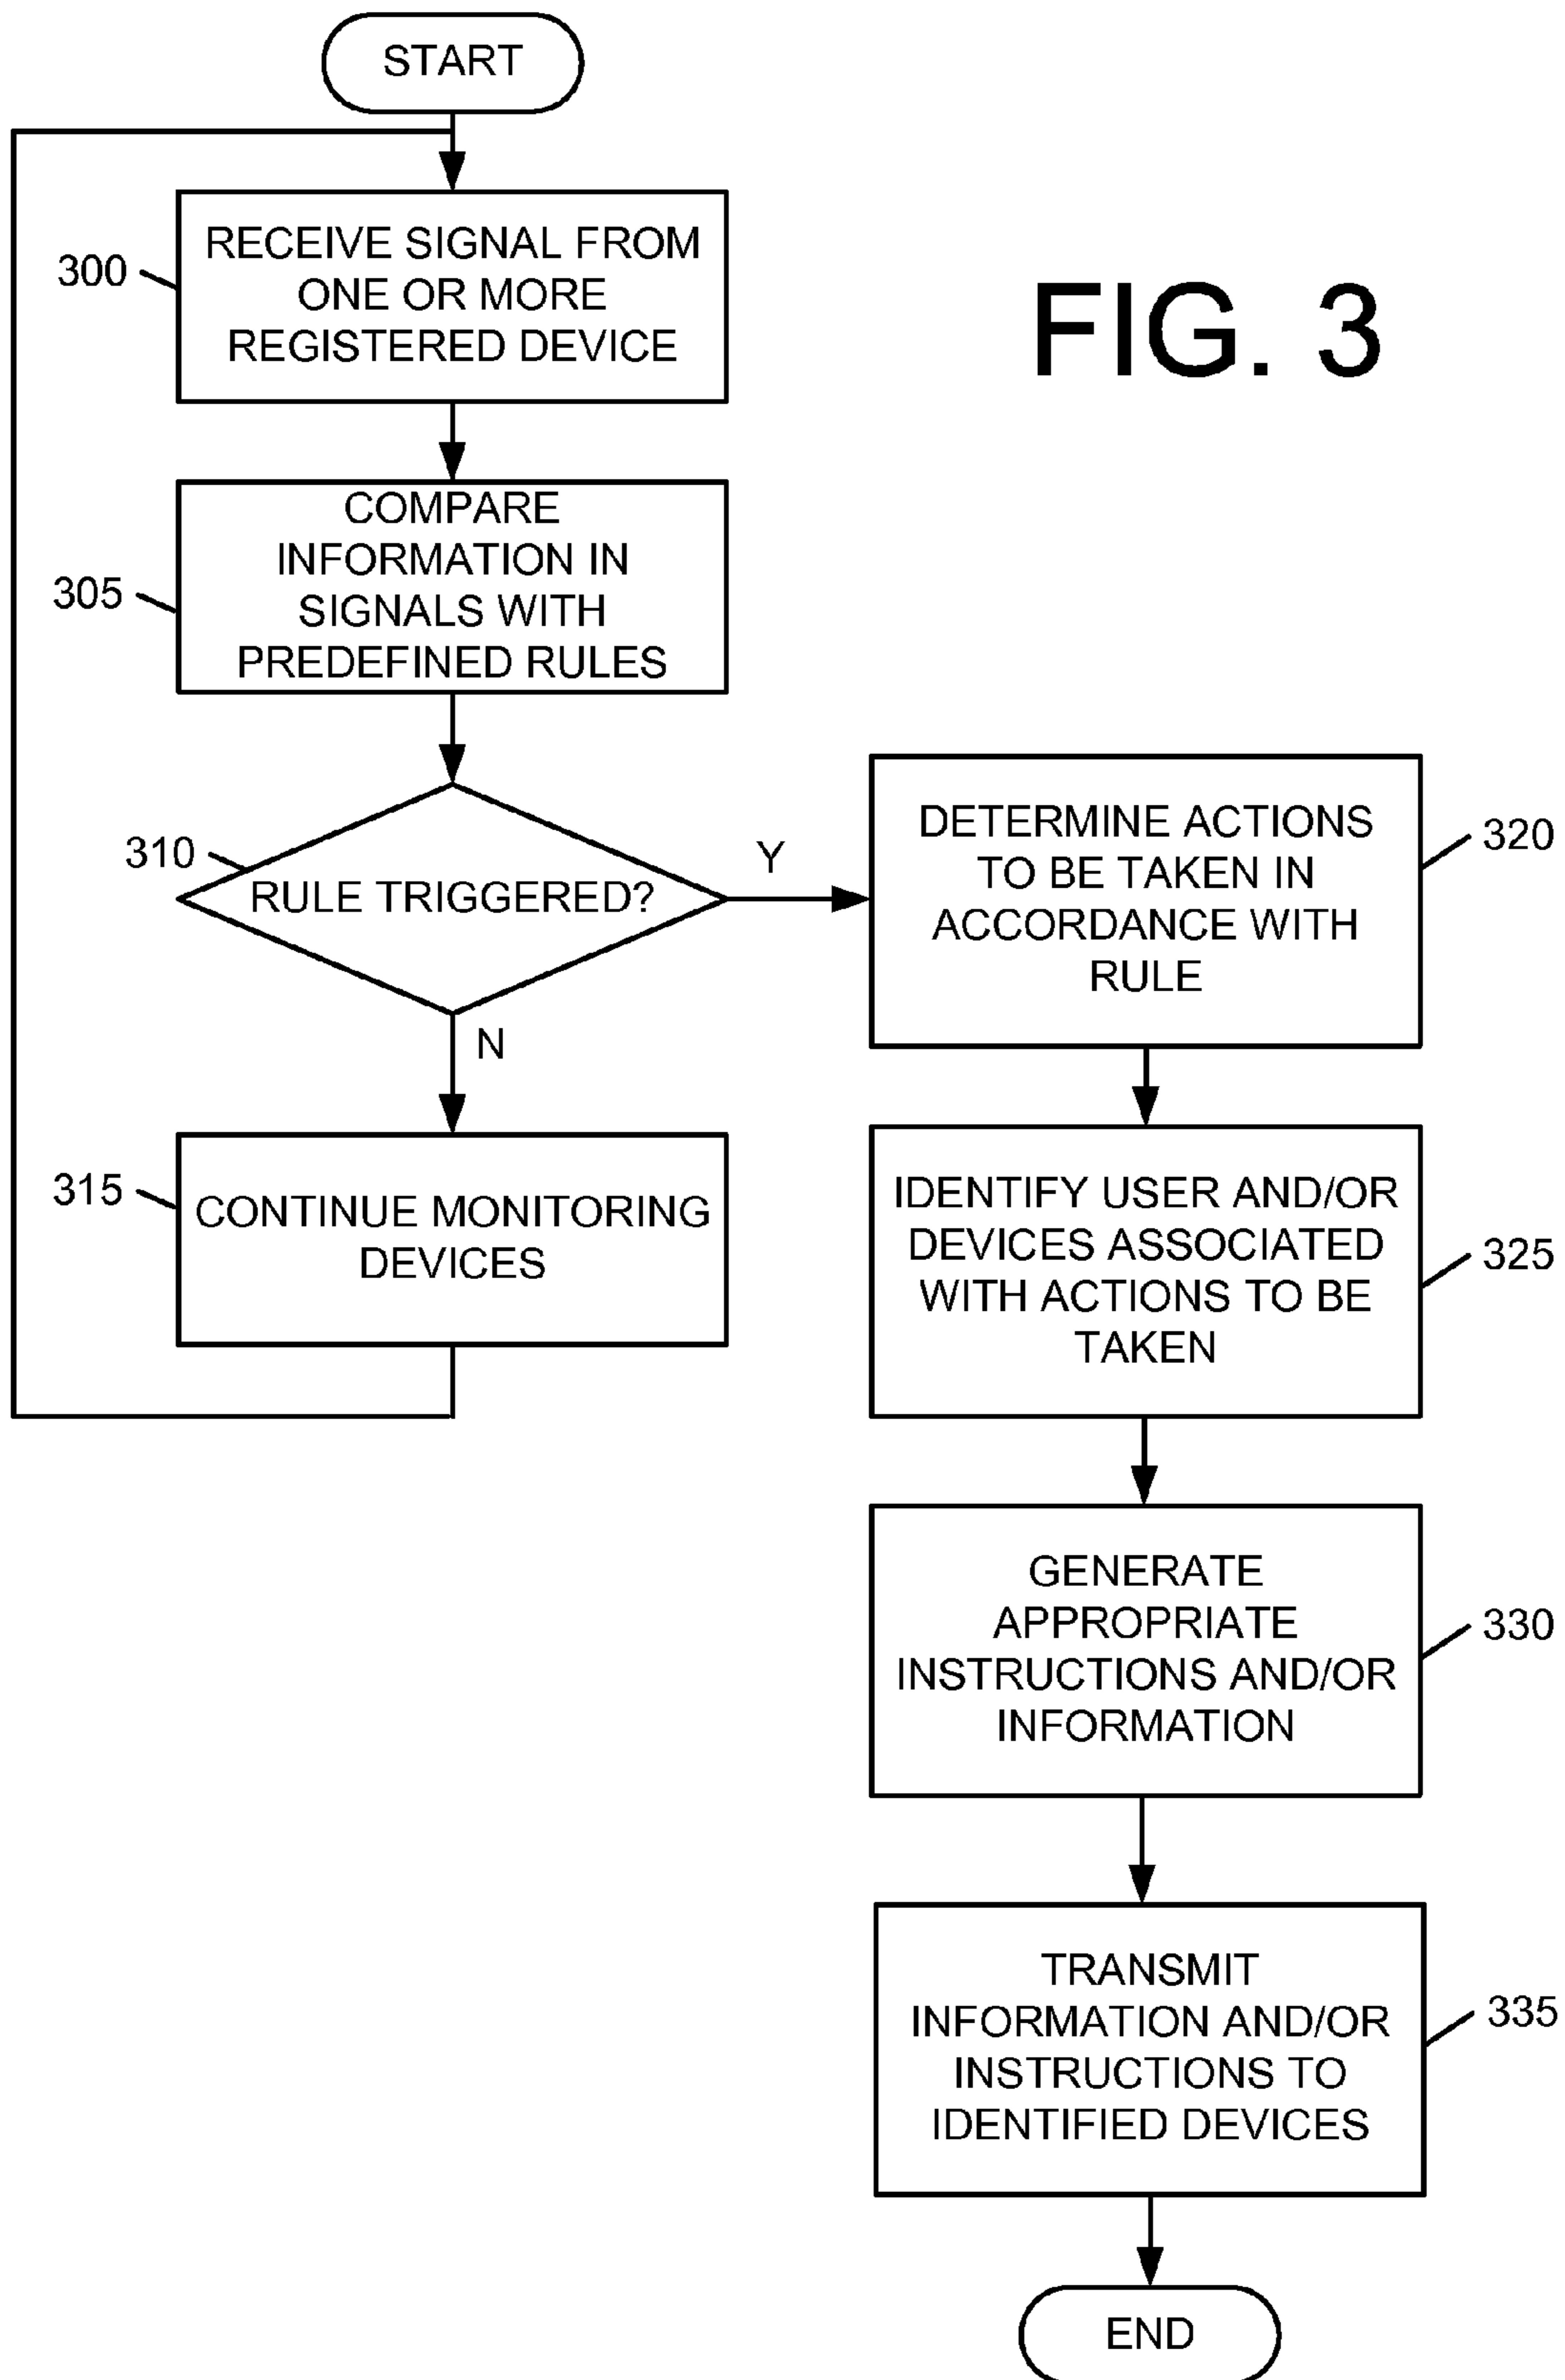 START
300
RECEIVE SIGNAL FROM
ONE OR MORE
REGISTERED DEVICE
FIG. 3
305
COMPARE
INFORMATION IN
SIGNALS WITH
PREDEFINED RULES
310
RULE TRIGGERED?
Y
N
315
CONTINUE MONITORING
DEVICES
DETERMINE ACTIONS
TO BE TAKEN IN
ACCORDANCE WITH
RULE
320
IDENTIFY USER AND/OR
DEVICES ASSOCIATED
WITH ACTIONS TO BE
TAKEN
325
GENERATE
APPROPRIATE
INSTRUCTIONS AND/OR
INFORMATION
330
TRANSMIT
INFORMATION AND/OR
INSTRUCTIONS TO
IDENTIFIED DEVICES
335
END